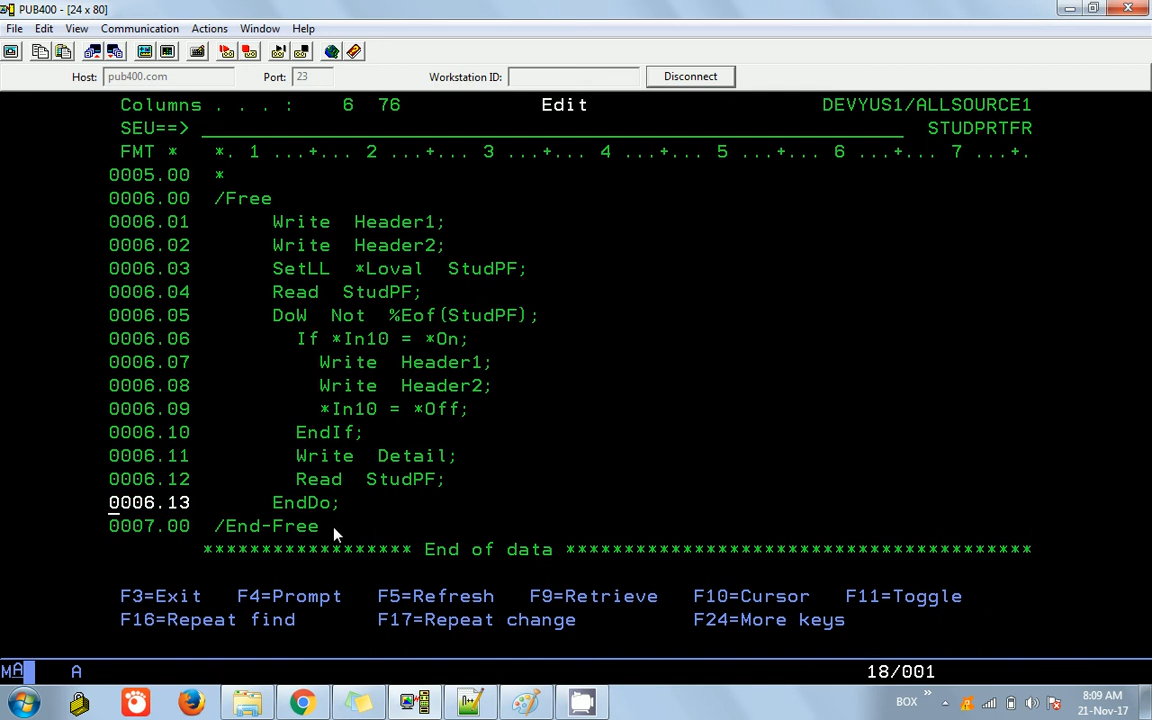 PUB400 - [24 x 80]
File Edit View Communication Actions Window Help
Host: pub400.com Port: 23 Workstation ID: Disconnect
Columns . . . : 6 76 Edit DEVYUS1/ALLSOURCE1
SEU==> STUDPRTFR
FMT * *. 1 ...+... 2 ...+... 3 ...+... 4 ...+... 5 ...+... 6 ...+... 7 ...+.
0005.00 *
0006.00 /Free
0006.01 Write Header1;
0006.02 Write Header2;
0006.03 SetLL *Loval StudPF;
0006.04 Read StudPF;
0006.05 DoW Not %Eof(StudPF);
0006.06 If *In10 = *On;
0006.07 Write Header1;
0006.08 Write Header2;
0006.09 *In10 = *Off;
0006.10 EndIf;
0006.11 Write Detail;
0006.12 Read StudPF;
0006.13 EndDo;
0007.00 /End-Free
****************** End of data ****************************************
F3=Exit F4=Prompt F5=Refresh F9=Retrieve F10=Cursor F11=Toggle
F16=Repeat find F17=Repeat change F24=More keys
MA A 18/001
BOX » 8:09 AM
21-Nov-17